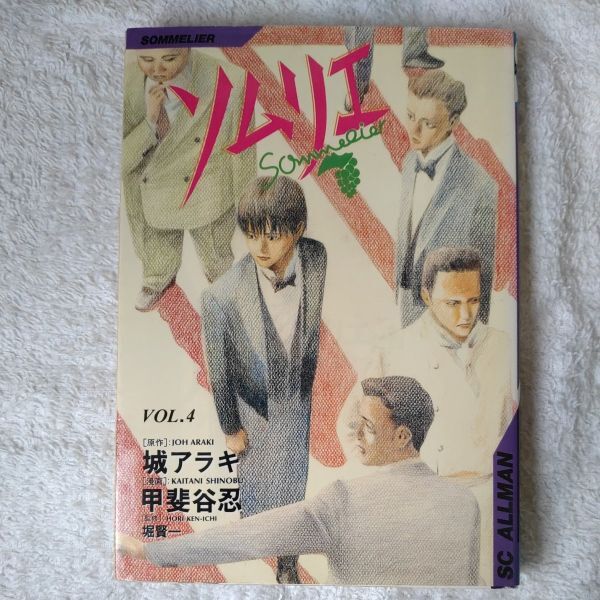 SOMMELIER
ソムリエ
Sommelier
VOL.4
[原作]:JOH ARAKI
城アラキ
[漫画]:KAITANI SHINOBU
甲斐谷忍
[監修]:HORI KEN-ICHI
堀賢一
SC ALLMAN